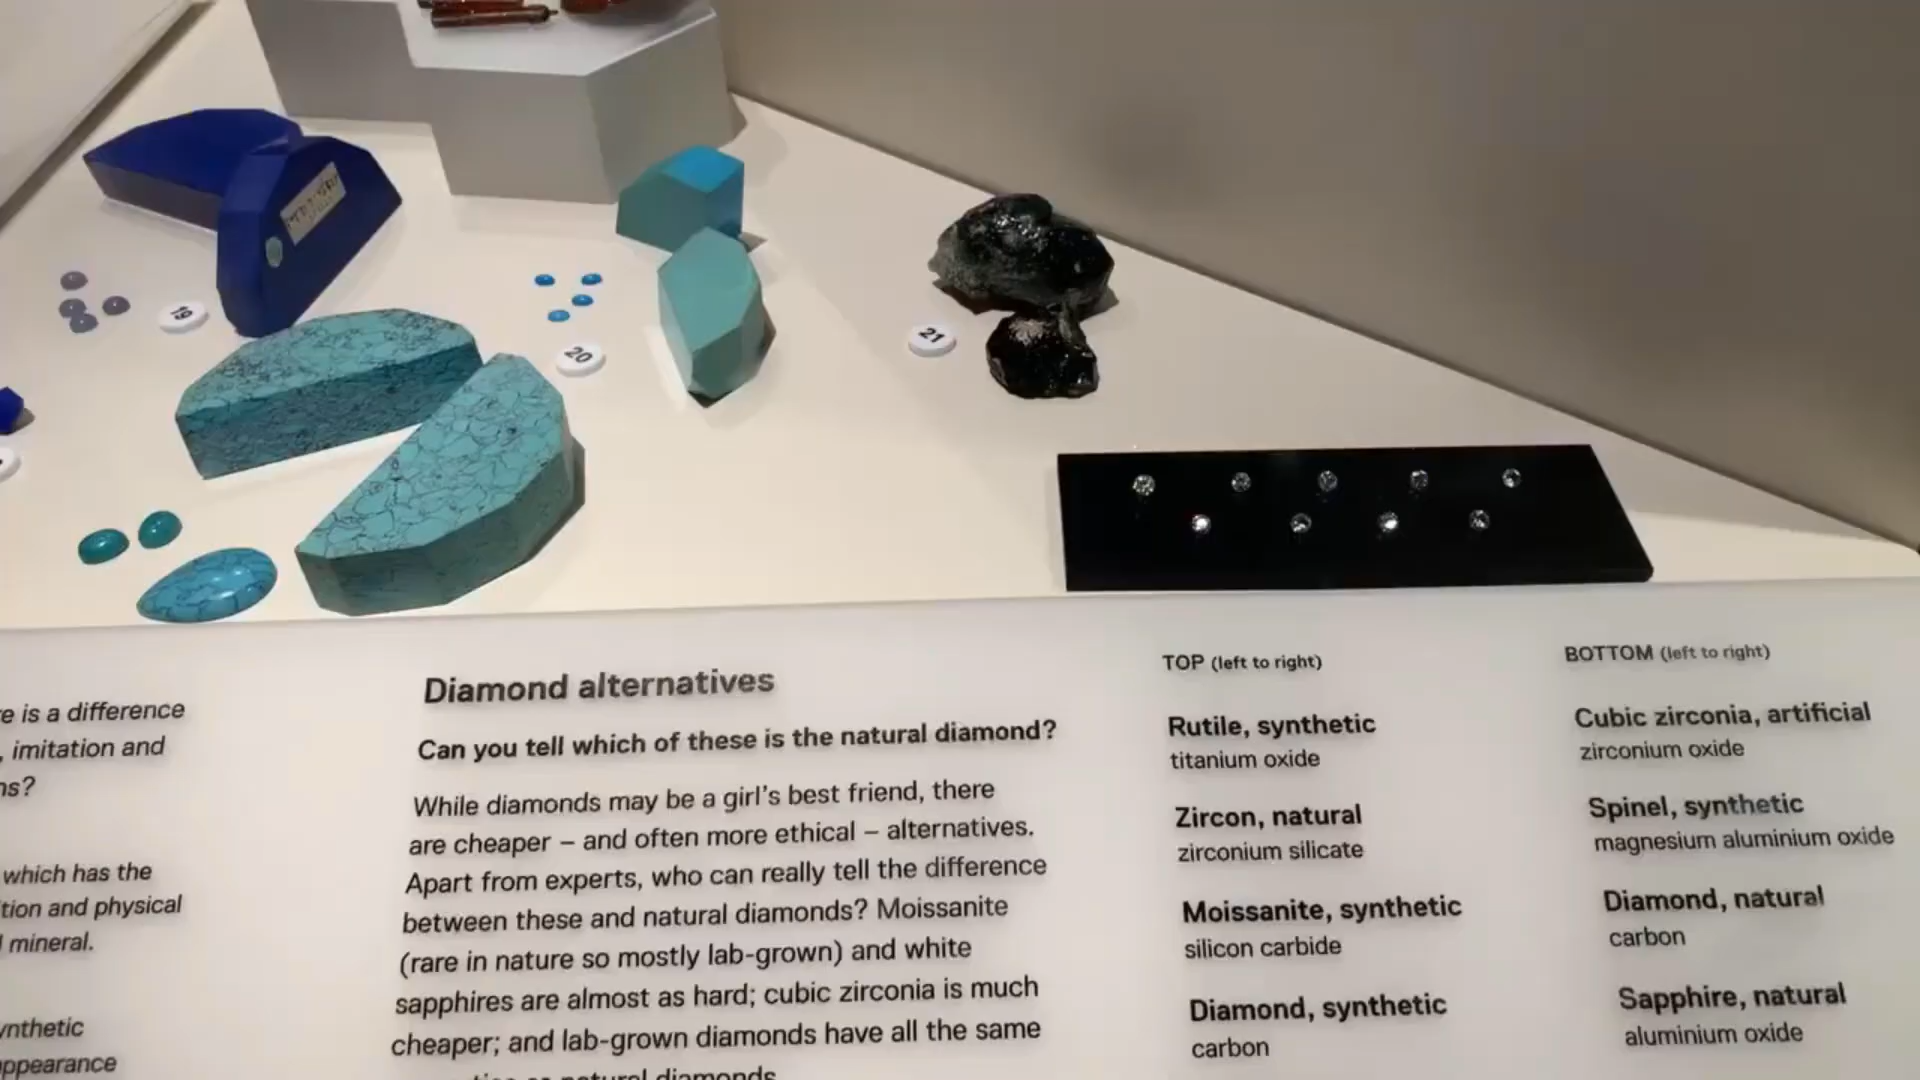 19
20
21
e is a difference
, imitation and
ns?
which has the
tion and physical
l mineral.
ynthetic
ppearance
Diamond alternatives
Can you tell which of these is the natural diamond?
While diamonds may be a girl's best friend, there
are cheaper – and often more ethical – alternatives.
Apart from experts, who can really tell the difference
between these and natural diamonds? Moissanite
(rare in nature so mostly lab-grown) and white
sapphires are almost as hard; cubic zirconia is much
cheaper; and lab-grown diamonds have all the same
natural diamonds
TOP (left to right)
Rutile, synthetic
titanium oxide
Zircon, natural
zirconium silicate
Moissanite, synthetic
silicon carbide
Diamond, synthetic
carbon
BOTTOM (left to right)
Cubic zirconia, artificial
zirconium oxide
Spinel, synthetic
magnesium aluminium oxide
Diamond, natural
carbon
Sapphire, natural
aluminium oxide